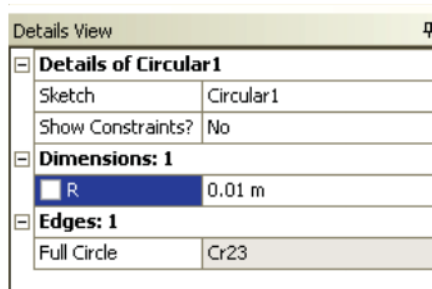 Details View
Details of Circular1
Sketch Circular1
Show Constraints? No
Dimensions: 1
R 0.01 m
Edges: 1
Full Circle Cr23